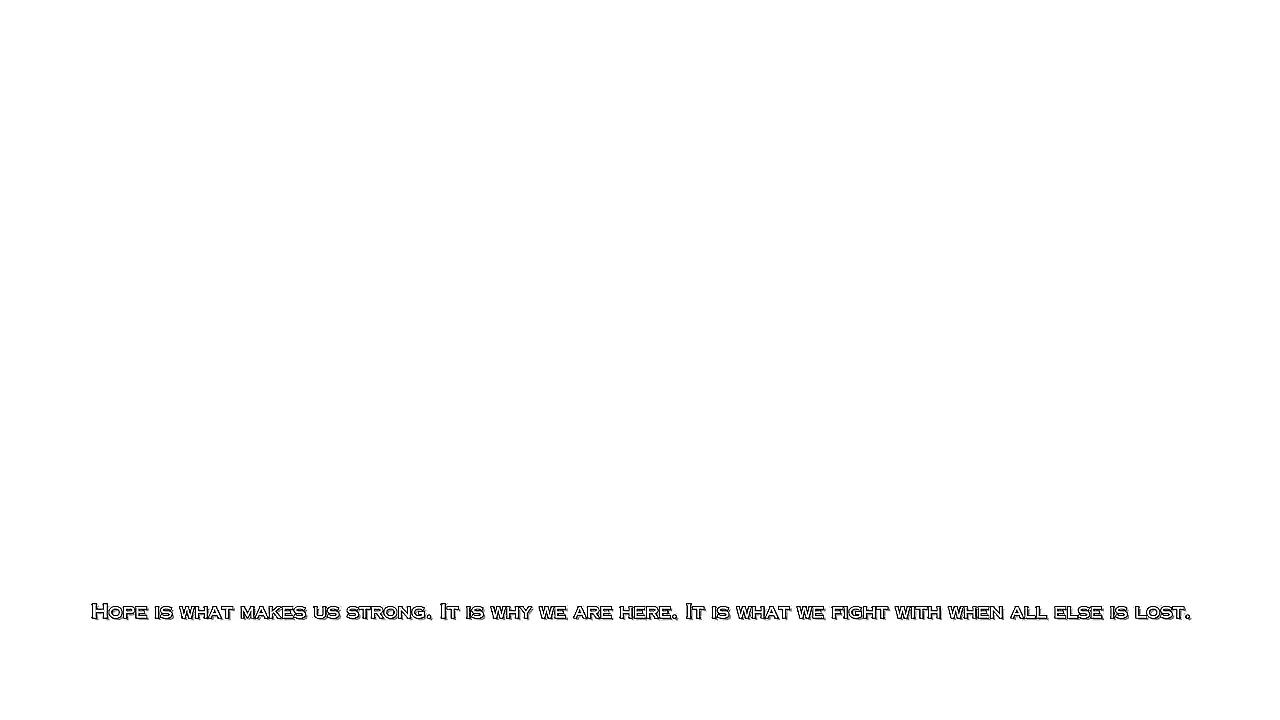 Hope is what makes us strong. It is why we are here. It is what we fight with when all else is lost.